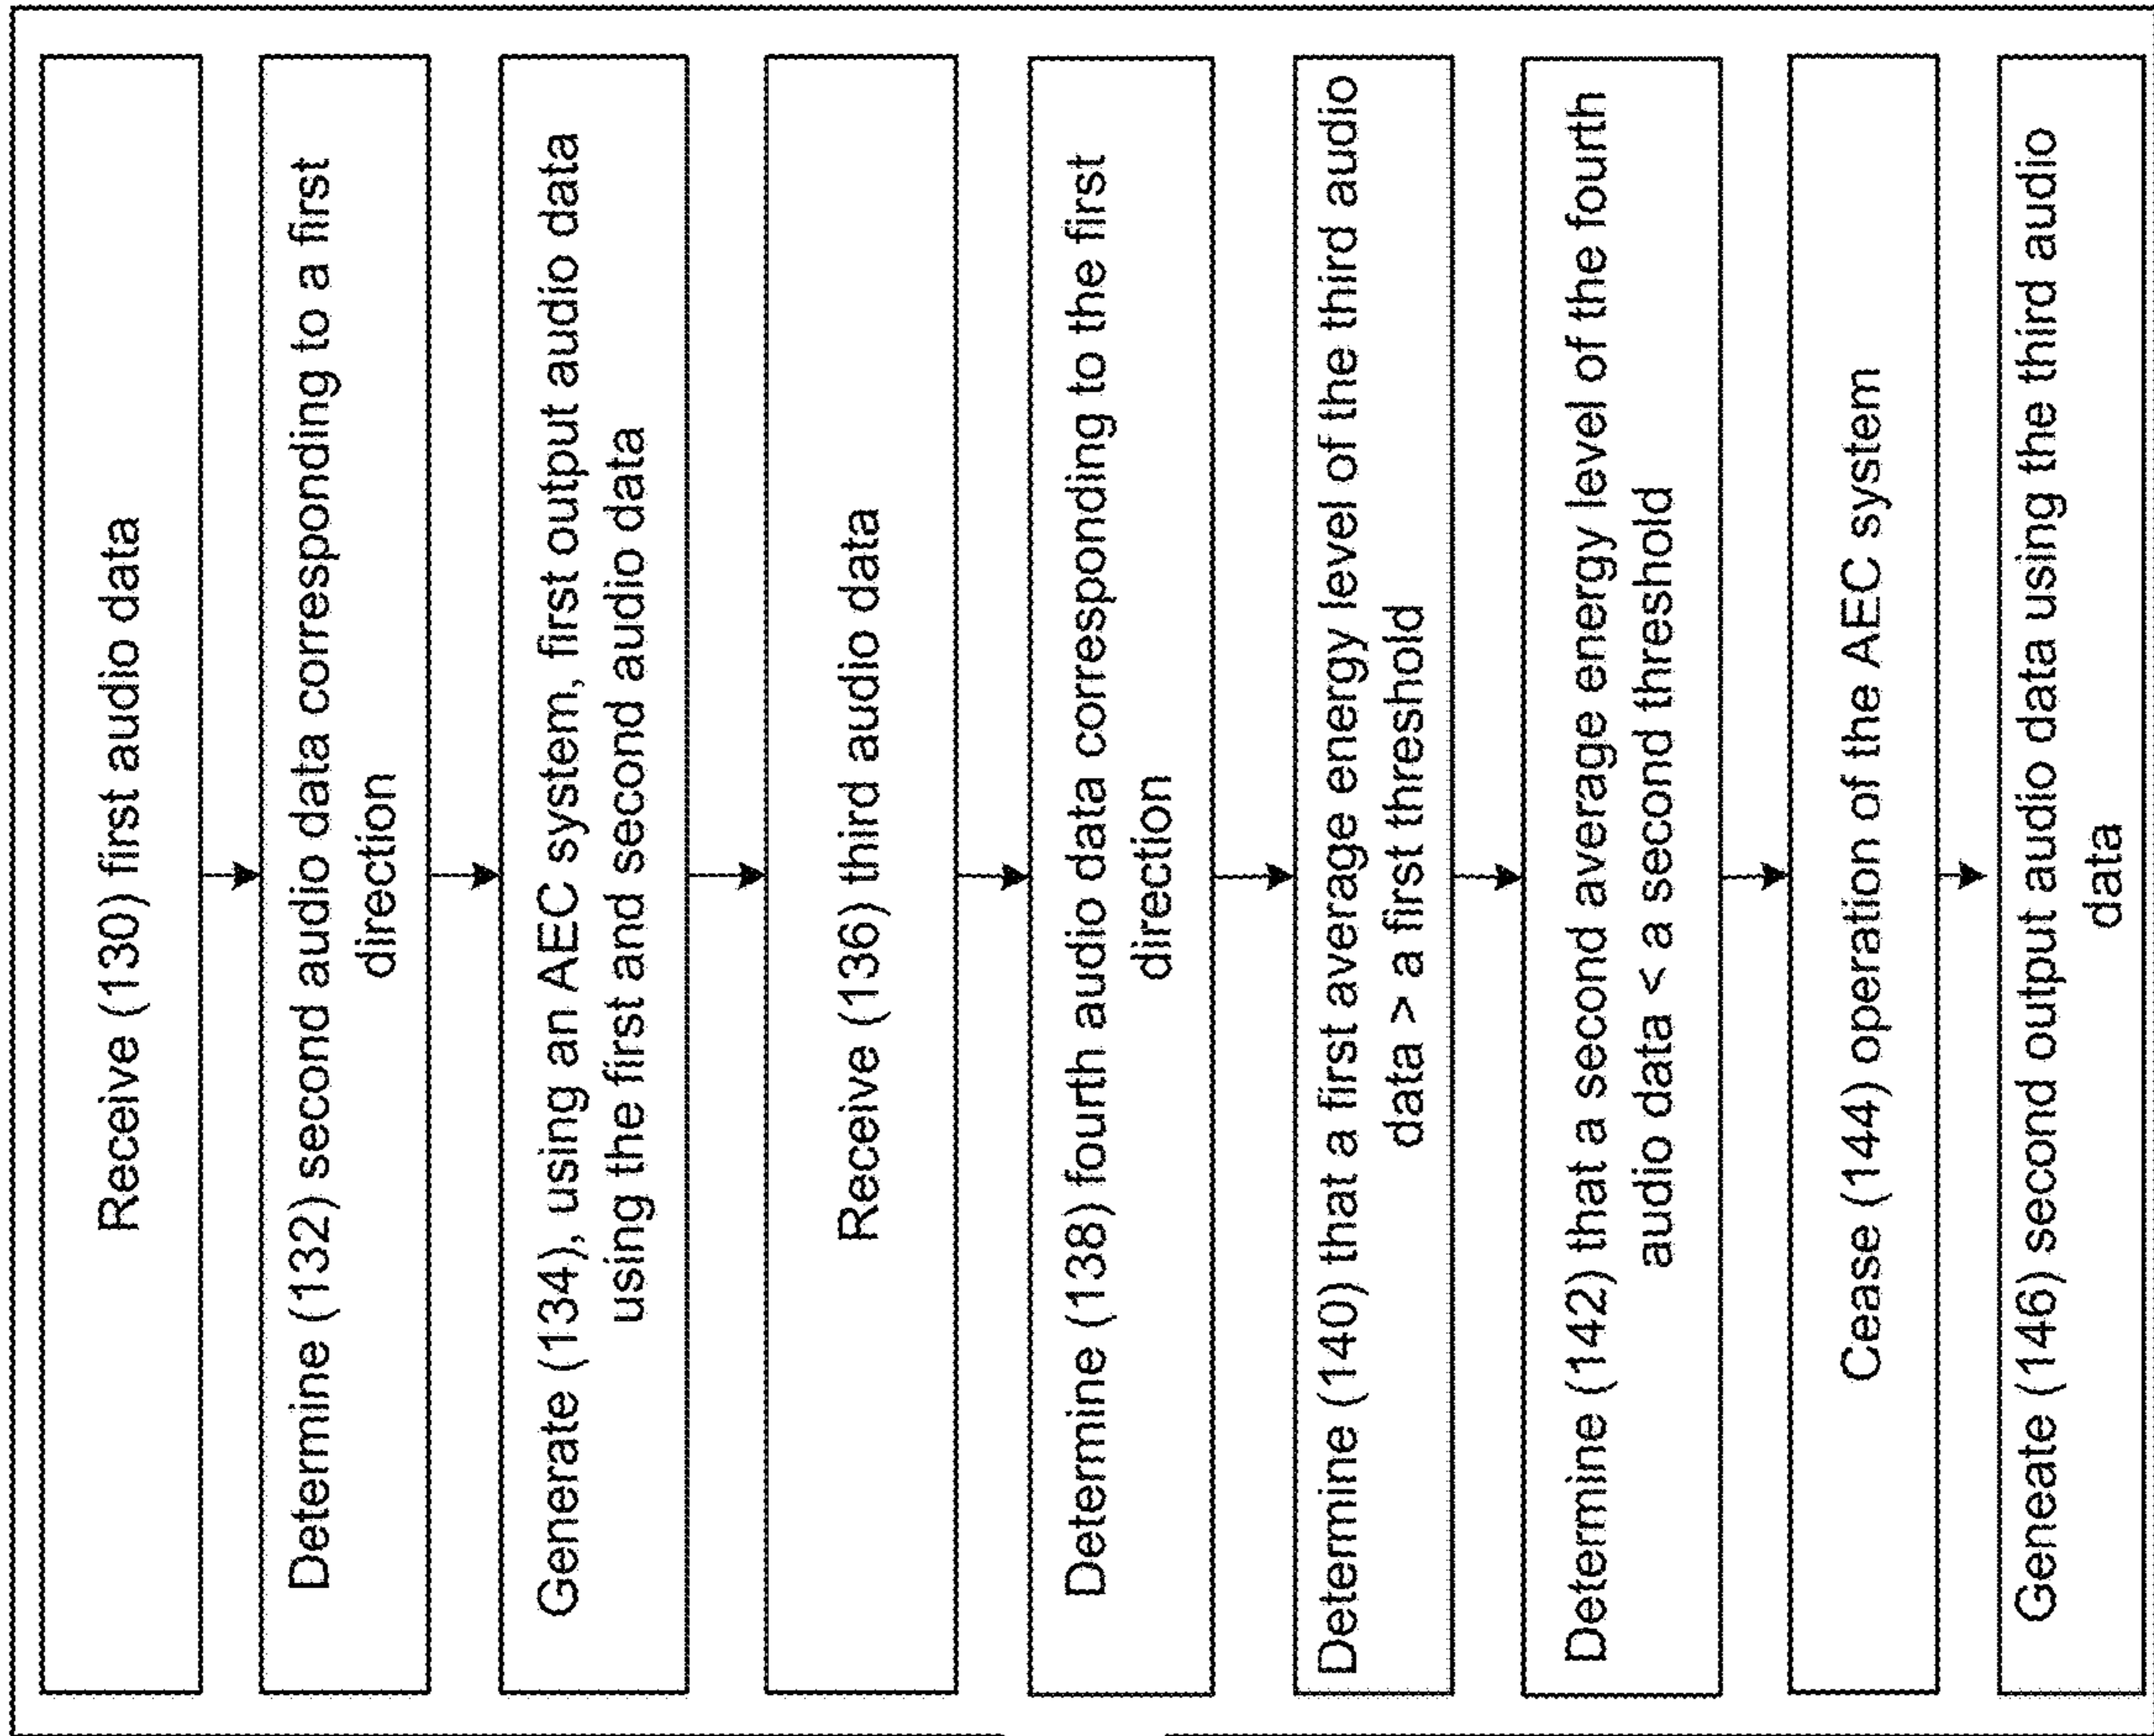 Receive (130) first audio data
Determine (132) second audio data corresponding to a first
direction
Generate (134), using an AEC system, first output audio data
using the first and second audio data
Receive (136) third audio data
Determine (138) fourth audio data corresponding to the first
direction
Determine (140) that a first average energy level of the third audio
data > a first threshold
Determine (142) that a second average energy level of the fourth
audio data < a second threshold
Cease (144) operation of the AEC system
Geneate (146) second output audio data using the third audio
data